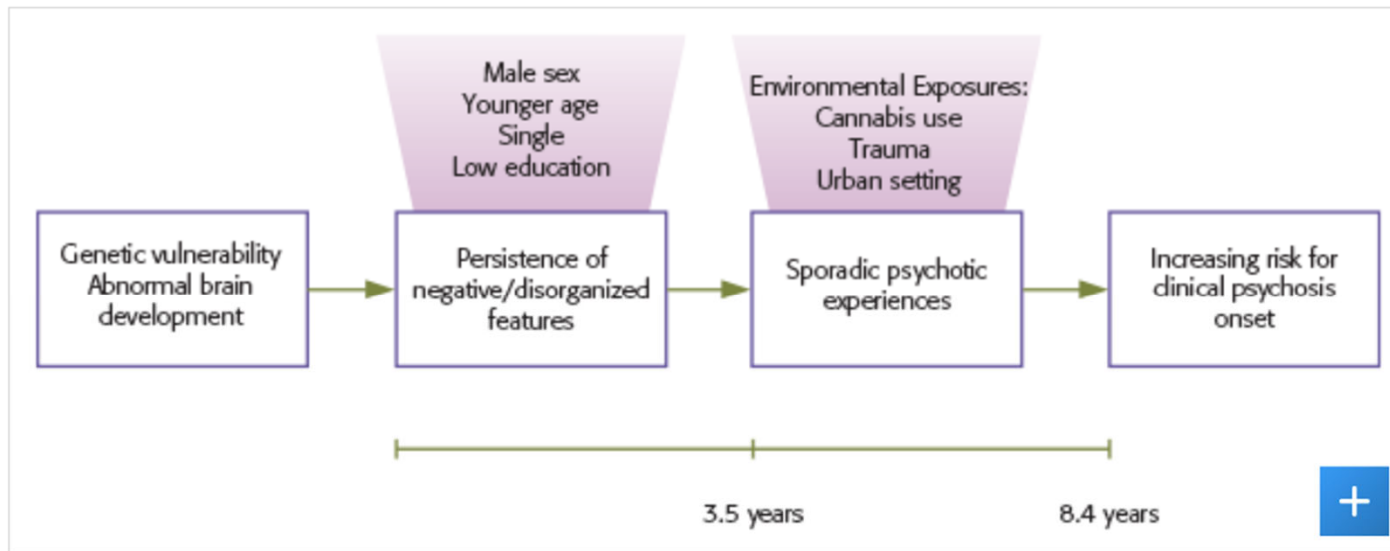 Male sex
Younger age
Single
Low education
Environmental Exposures:
Cannabis use
Trauma
Urban setting
Genetic vulnerability
Abnormal brain
development
Persistence of
negative/disorganized
features
Sporadic psychotic
experiences
Increasing risk for
clinical psychosis
onset
3.5 years
8.4 years